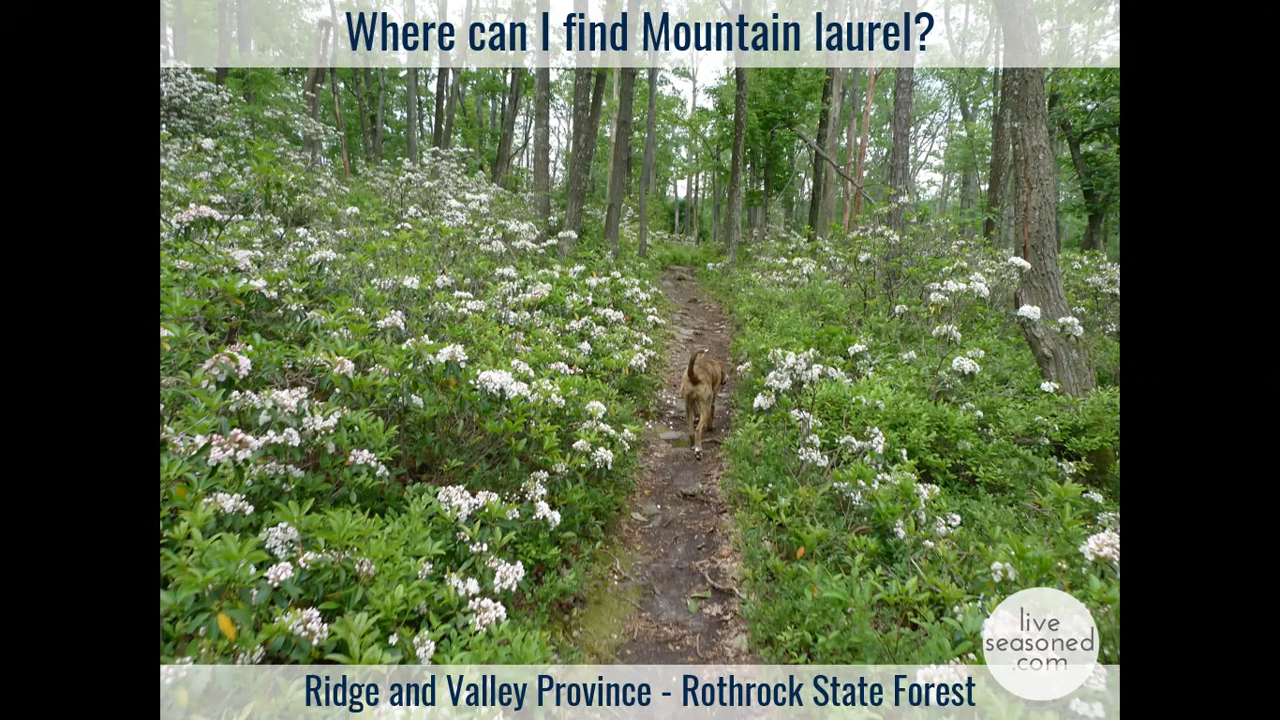 Where can I find Mountain laurel?
live
seasoned
.com
Ridge and Valley Province - Rothrock State Forest